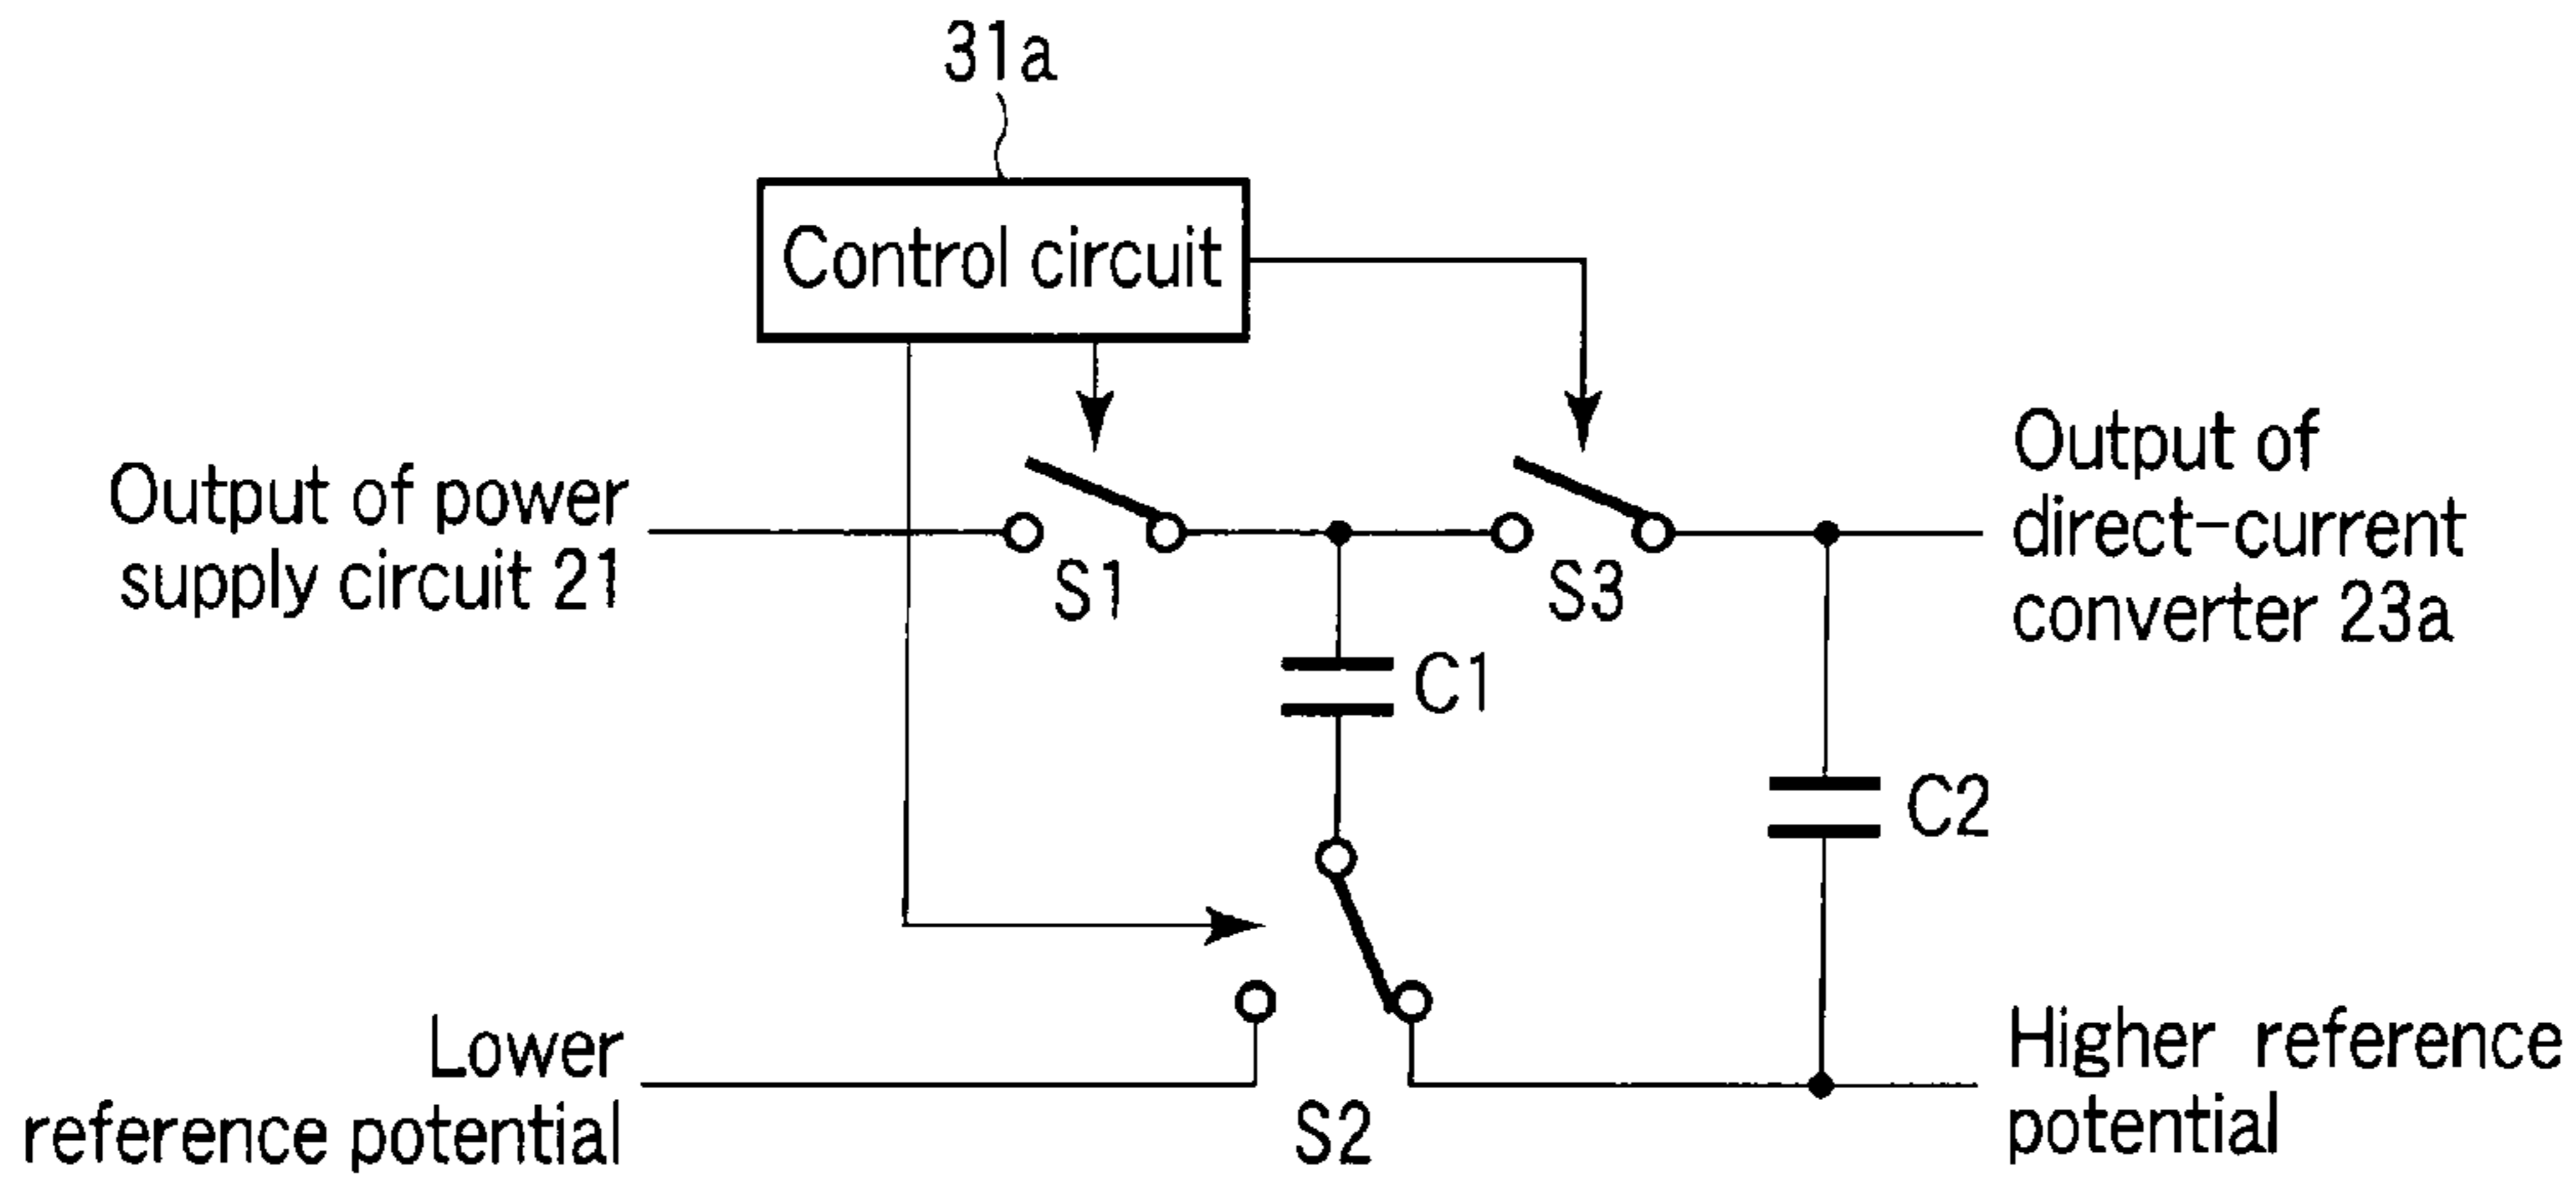 31a
Control circuit
Output of power
supply circuit 21
S1
S3
Output of
direct-current
converter 23a
C1
C2
Lower
reference potential
S2
Higher reference
potential